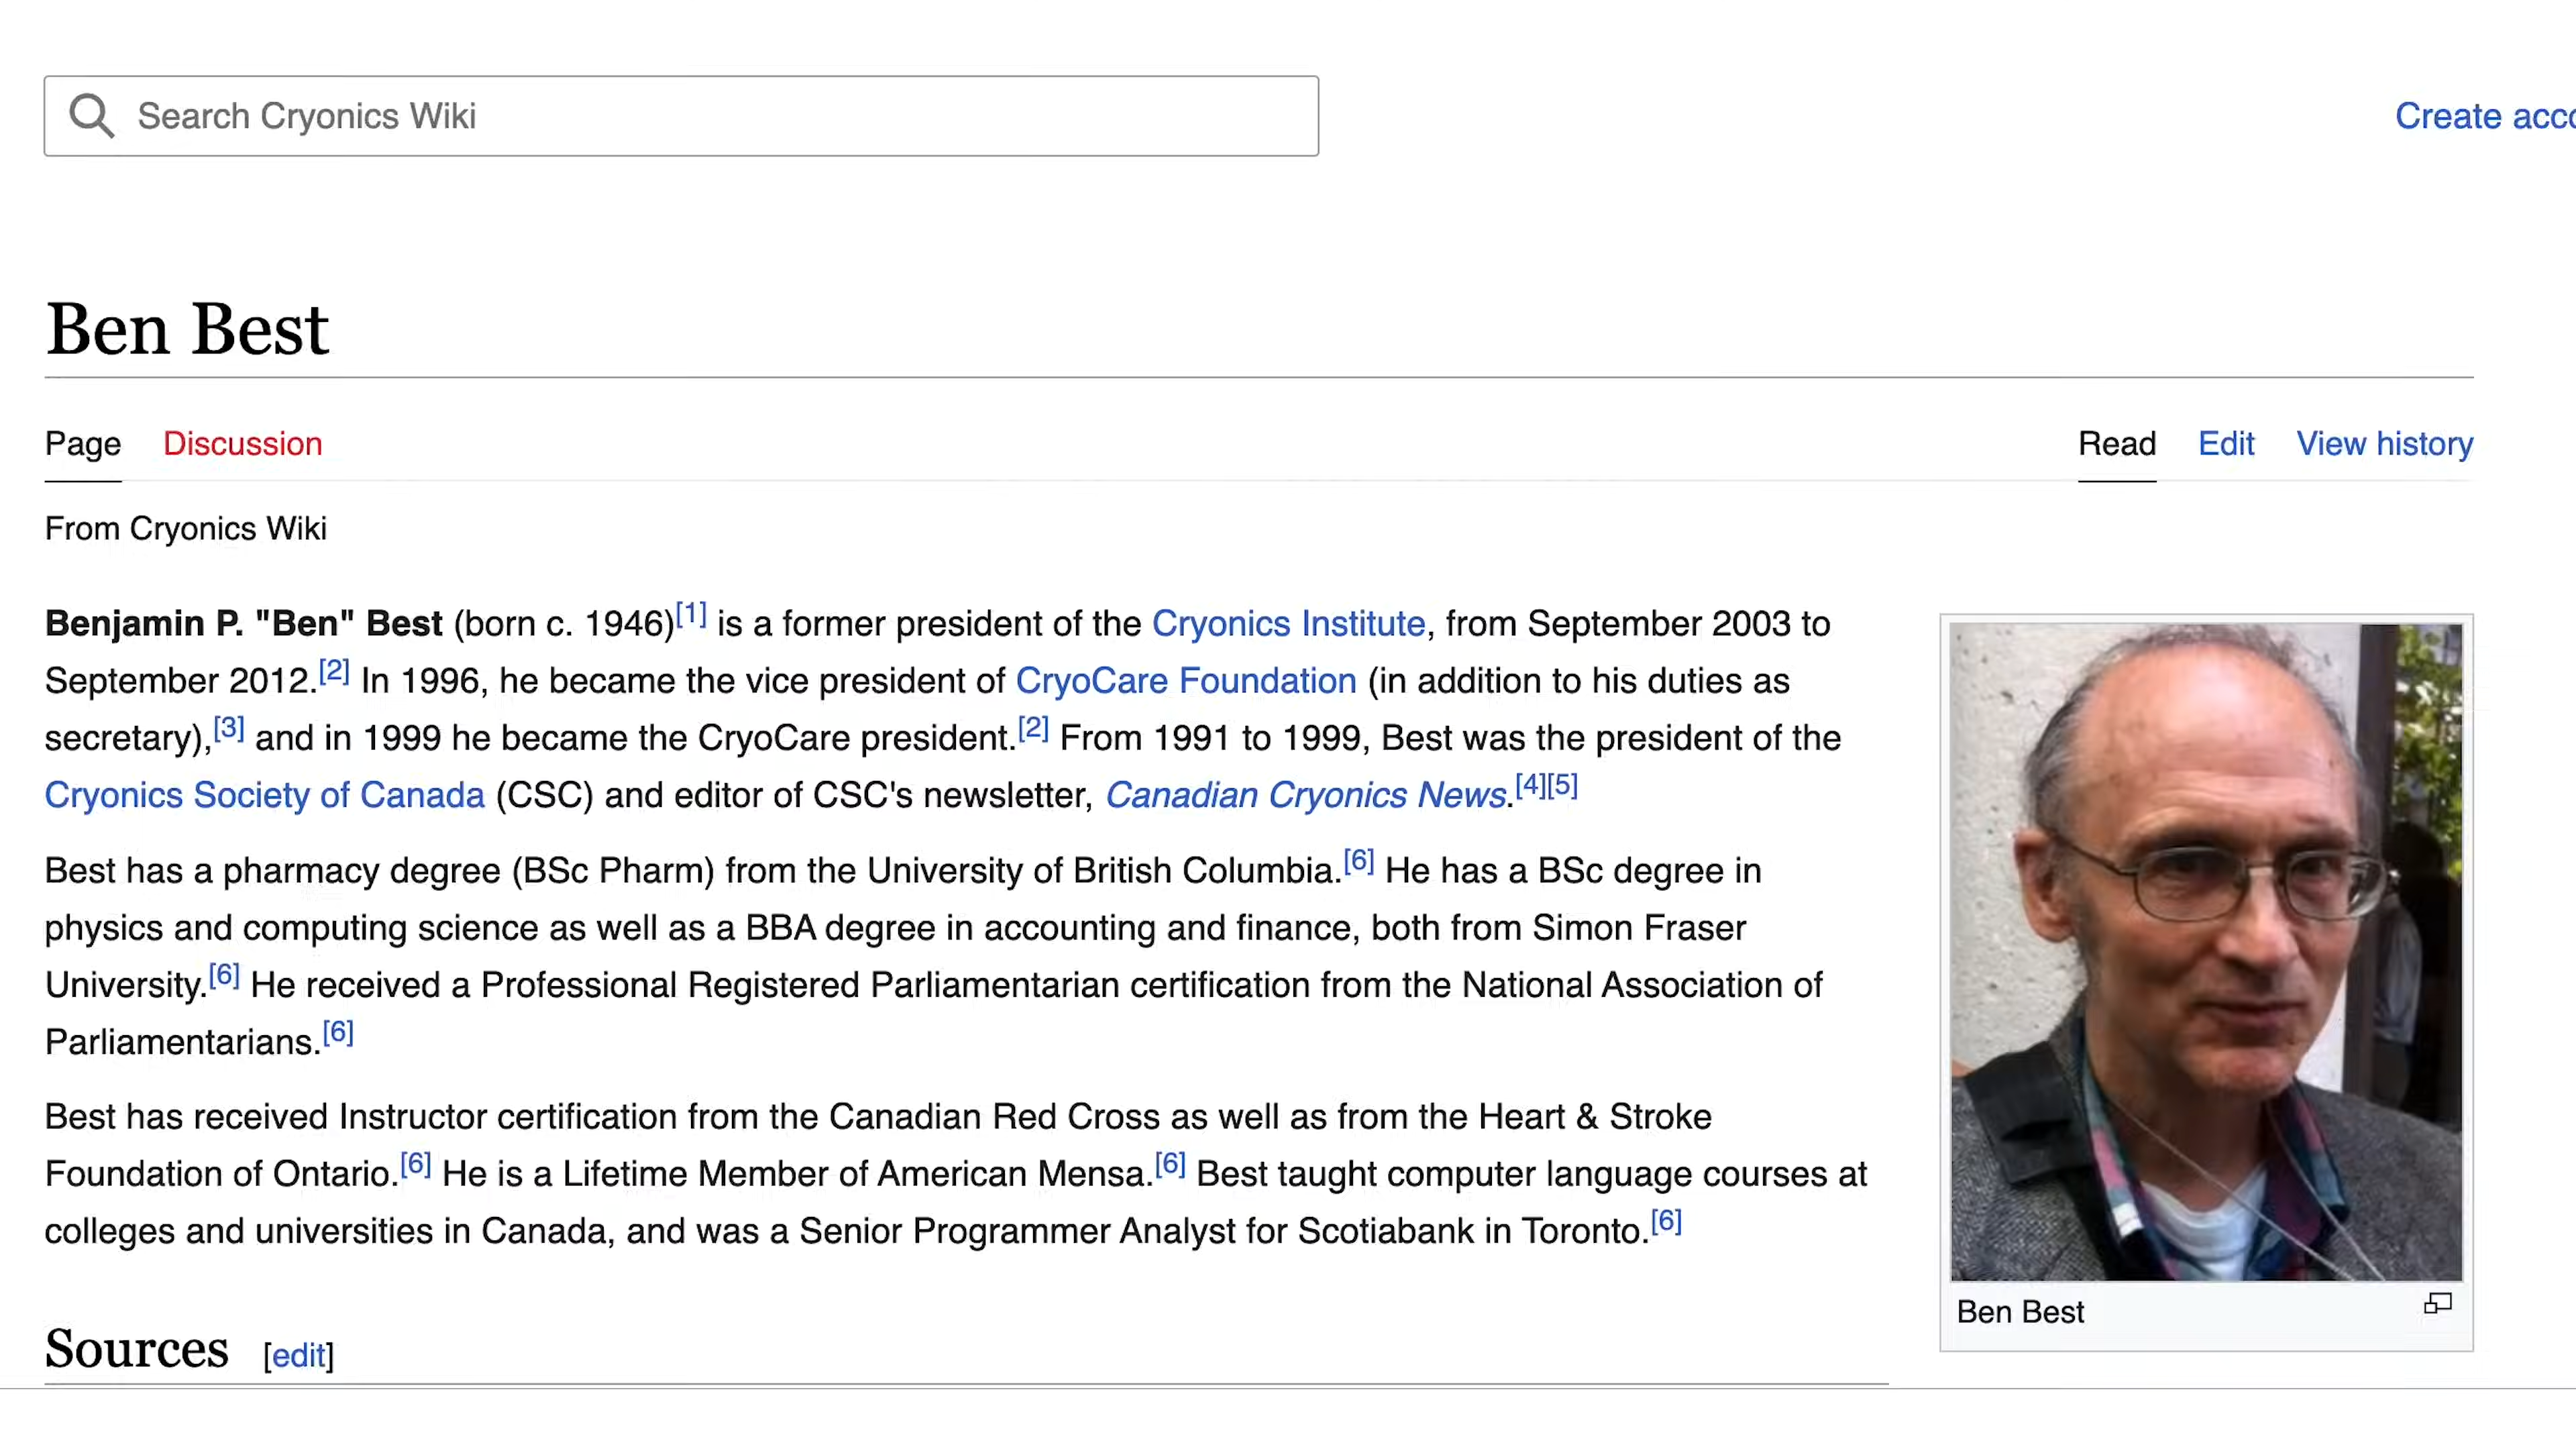 Search Cryonics Wiki
Create acco
Ben Best
Page Discussion
Read Edit View history
From Cryonics Wiki
Benjamin P. "Ben" Best (born c. 1946)[1] is a former president of the Cryonics Institute, from September 2003 to
September 2012.[2] In 1996, he became the vice president of CryoCare Foundation (in addition to his duties as
secretary),[3] and in 1999 he became the CryoCare president.[2] From 1991 to 1999, Best was the president of the
Cryonics Society of Canada (CSC) and editor of CSC's newsletter, Canadian Cryonics News.[4][5]
Best has a pharmacy degree (BSc Pharm) from the University of British Columbia.[6] He has a BSc degree in
physics and computing science as well as a BBA degree in accounting and finance, both from Simon Fraser
University.[6] He received a Professional Registered Parliamentarian certification from the National Association of
Parliamentarians.[6]
Best has received Instructor certification from the Canadian Red Cross as well as from the Heart & Stroke
Foundation of Ontario.[6] He is a Lifetime Member of American Mensa.[6] Best taught computer language courses at
colleges and universities in Canada, and was a Senior Programmer Analyst for Scotiabank in Toronto.[6]
Ben Best
Sources [edit]